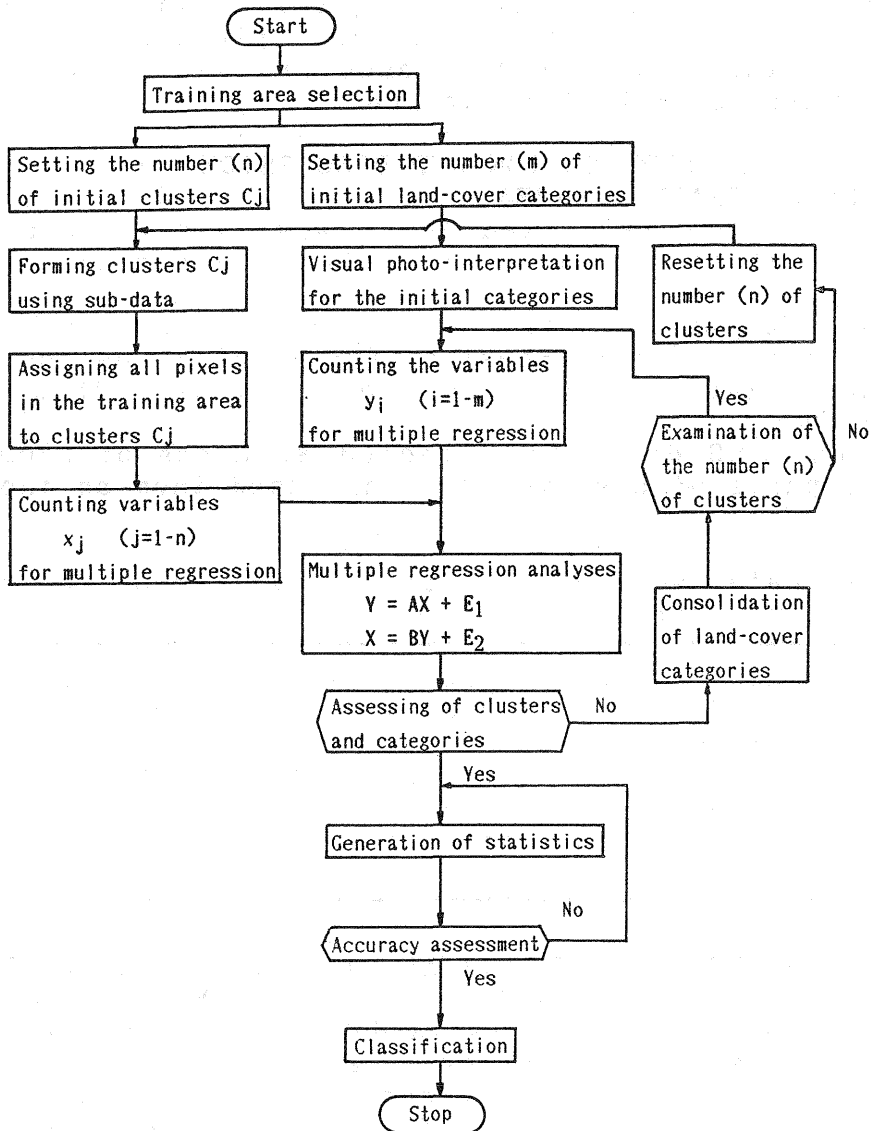 Start
Training area selection
Setting the number (n)
of initial clusters Cj
Setting the number (m) of
initial land-cover categories
Forming clusters Cj
using sub-data
Visual photo-interpretation
for the initial categories
Resetting the
number (n) of
clusters
Assigning all pixels
in the training area
to clusters Cj
Counting the variables
yi (i=1-m)
for multiple regression
Yes
Examination of
the number (n)
of clusters
No
Counting variables
xj (j=1-n)
for multiple regression
Multiple regression analyses
Y = AX + E1
X = BY + E2
Consolidation
of land-cover
categories
Assessing of clusters
and categories
No
Yes
Generation of statistics
No
Accuracy assessment
Yes
Classification
Stop